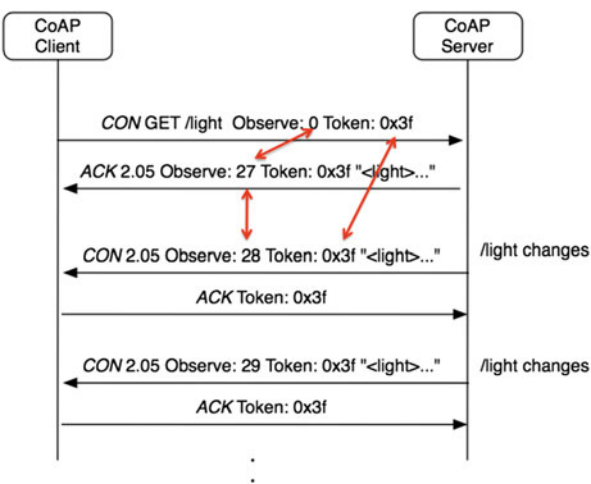 CoAP
Client
CoAP
Server
CON GET /light Observe: 0 Token: 0x3f
ACK 2.05 Observe: 27 Token: 0x3f "<light>..."
CON 2.05 Observe: 28 Token: 0x3f "<light>..."
/light changes
ACK Token: 0x3f
CON 2.05 Observe: 29 Token: 0x3f "<light>..."
/light changes
ACK Token: 0x3f